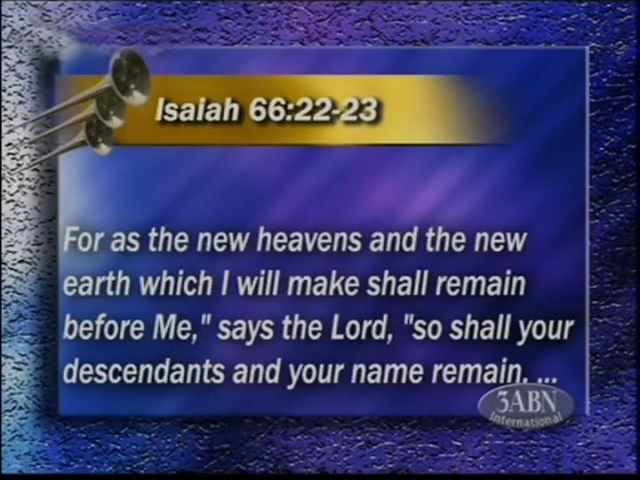 Isaiah 66:22-23
For as the new heavens and the new
earth which I will make shall remain
before Me," says the Lord, "so shall your
descendants and your name remain. ...
3ABN
International